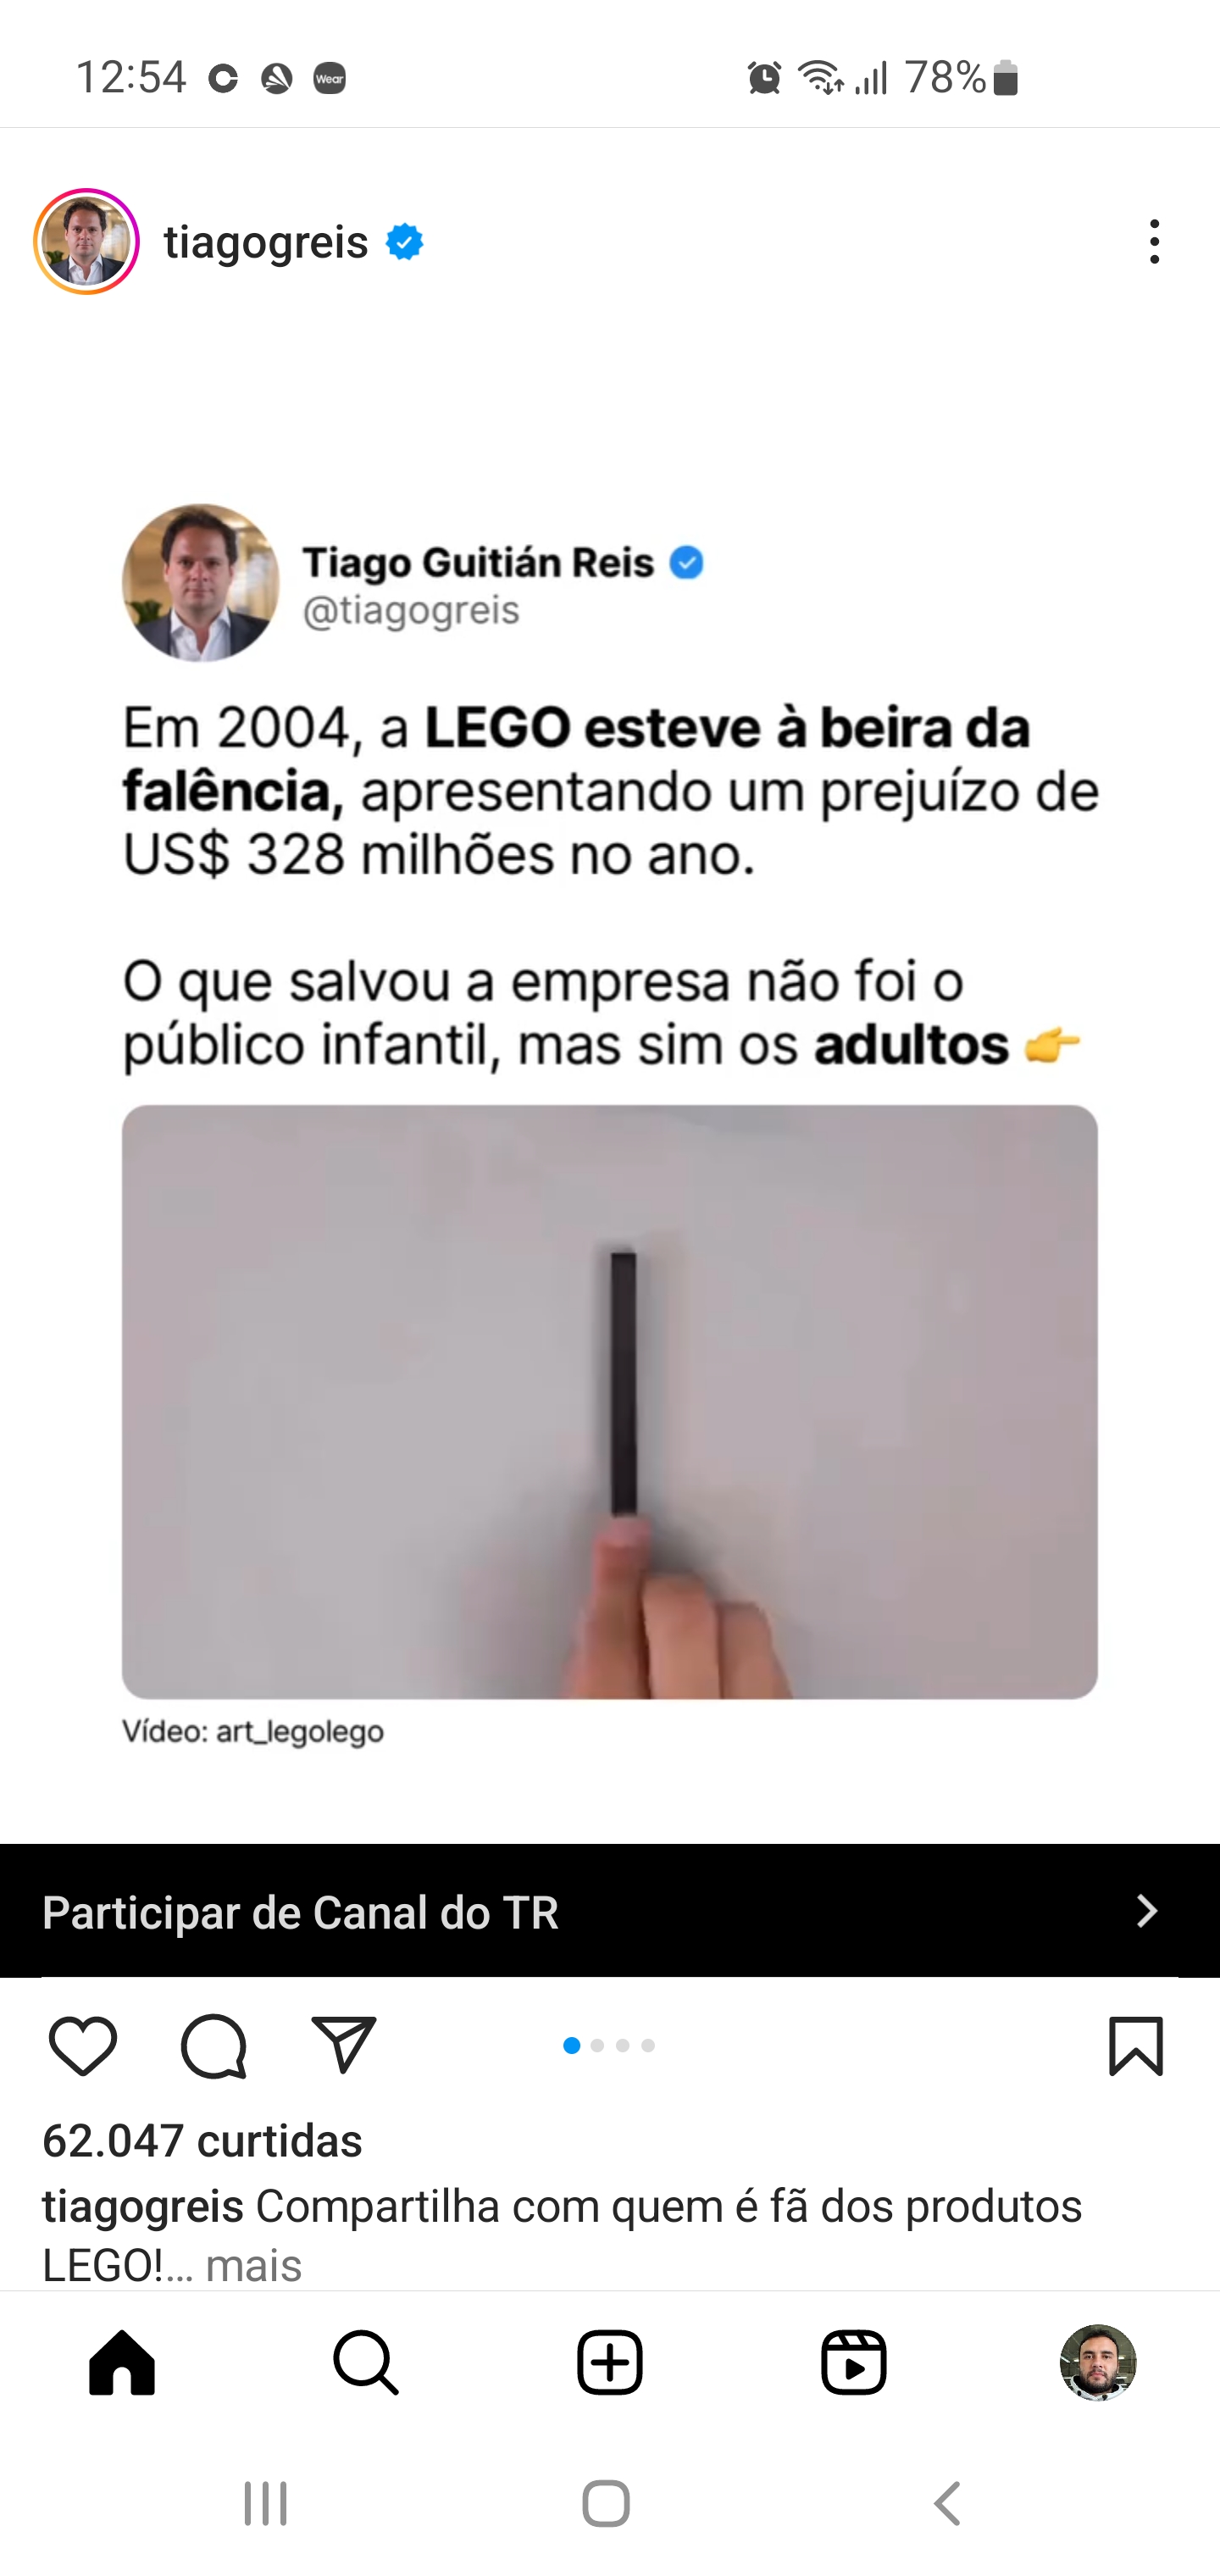 12:54
Wear
78%
tiagogreis
Tiago Guitián Reis
@tiagogreis
Em 2004, a LEGO esteve à beira da
falência, apresentando um prejuízo de
US$ 328 milhões no ano.
O que salvou a empresa não foi o
público infantil, mas sim os adultos 👉
Vídeo: art_legolego
Participar de Canal do TR
62.047 curtidas
tiagogreis Compartilha com quem é fã dos produtos
LEGO!... mais